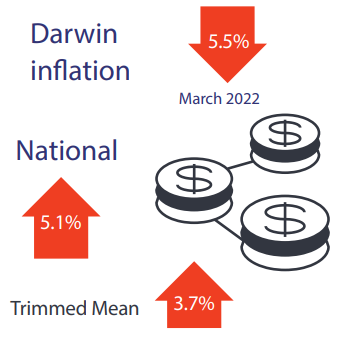 Darwin
inflation
5.5%
March 2022
National
5.1%
Trimmed Mean
3.7%
$
$
$